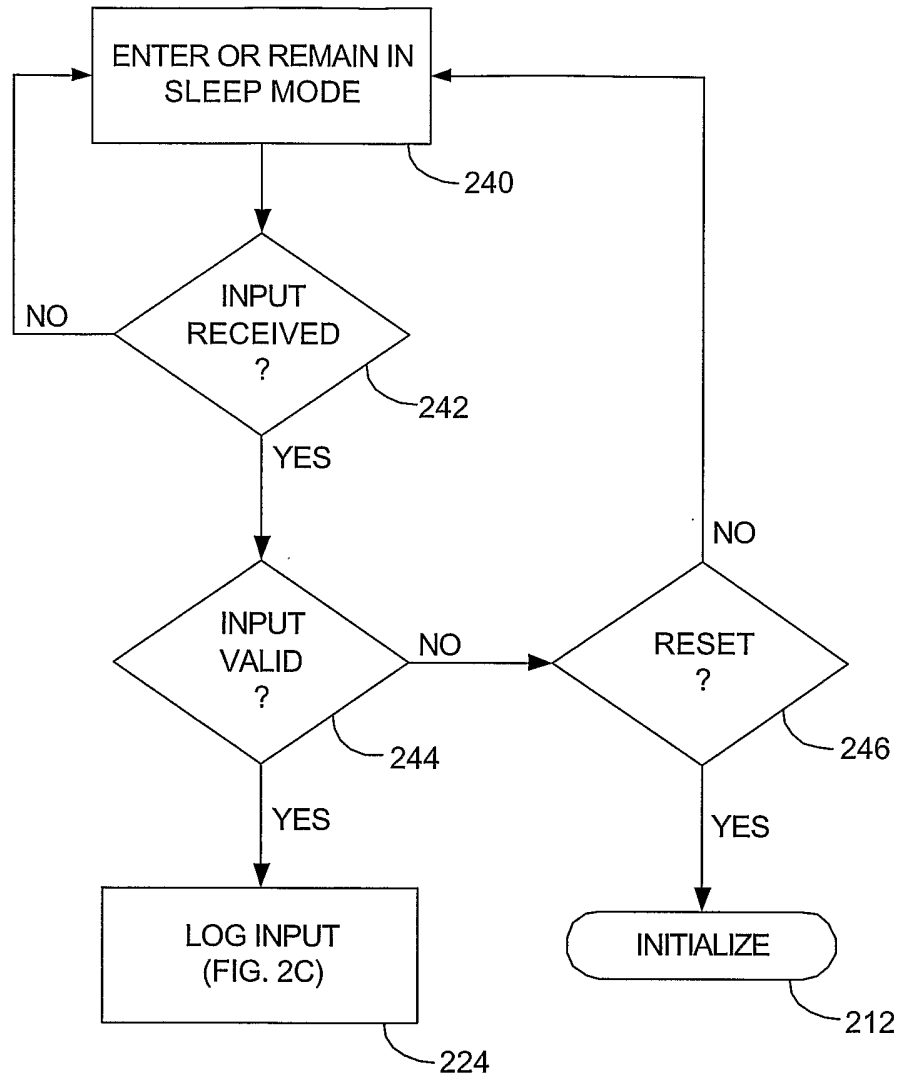 ENTER OR REMAIN IN
SLEEP MODE
240
INPUT
RECEIVED
?
NO
242
YES
INPUT
VALID
?
NO
244
RESET
?
NO
246
YES
LOG INPUT
(FIG. 2C)
224
YES
INITIALIZE
212